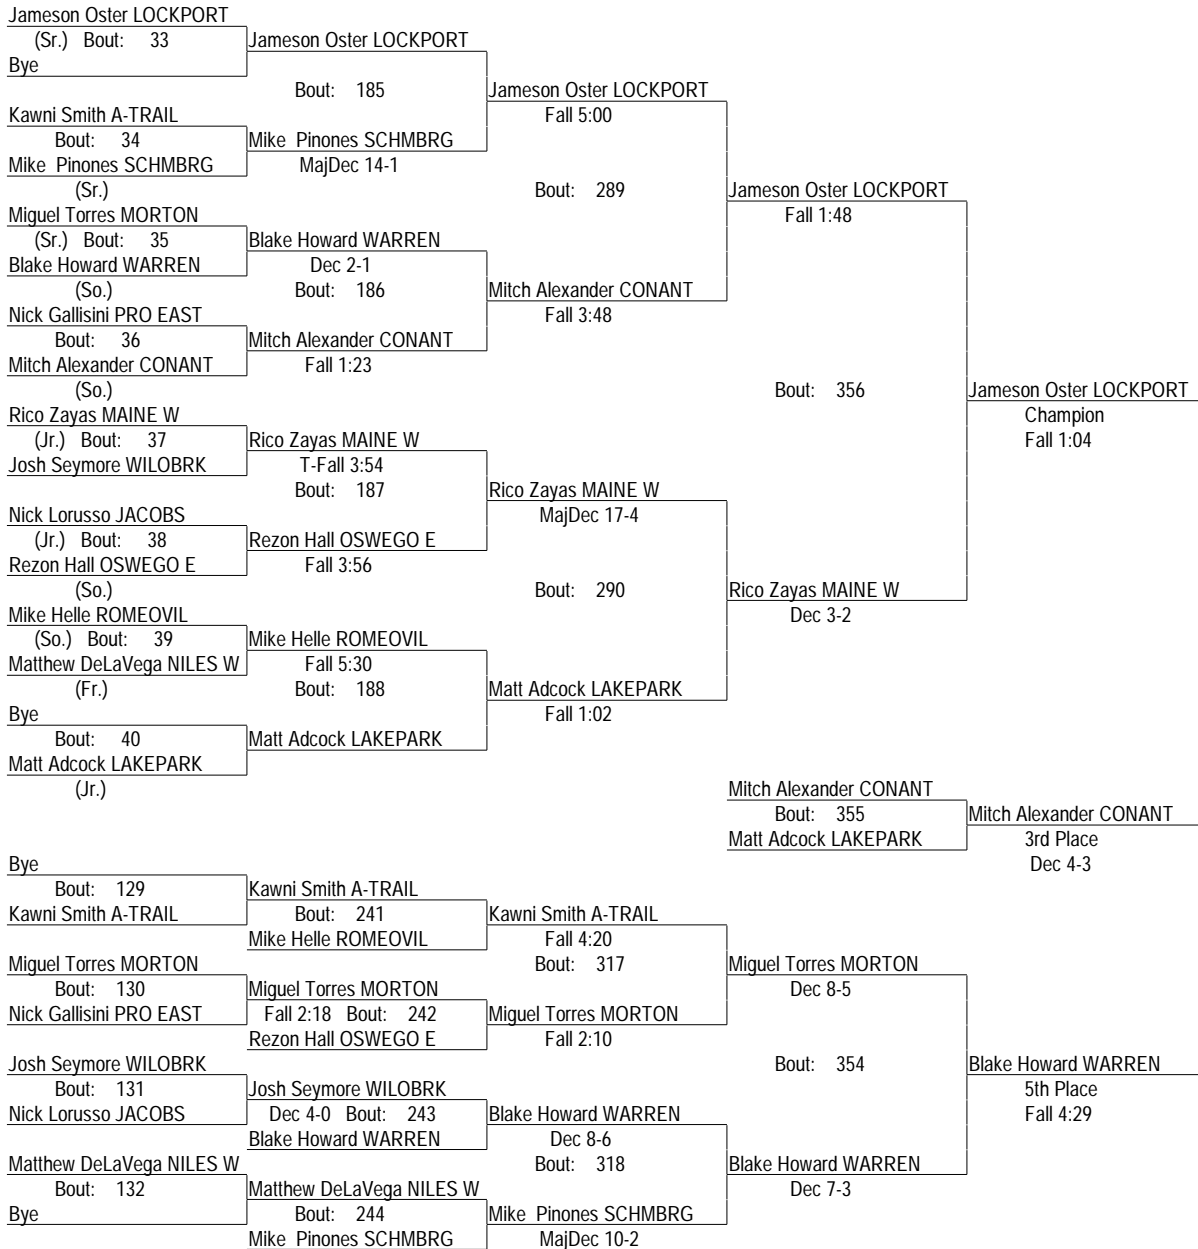 Jameson Oster LOCKPORT
(Sr.) Bout: 33 Jameson Oster LOCKPORT
Bye
Bout: 185 Jameson Oster LOCKPORT
Kawni Smith A-TRAIL Fall 5:00
Bout: 34 Mike Pinones SCHMBRG
Mike Pinones SCHMBRG MajDec 14-1
(Sr.) Bout: 289 Jameson Oster LOCKPORT
Miguel Torres MORTON Fall 1:48
(Sr.) Bout: 35 Blake Howard WARREN
Blake Howard WARREN Dec 2-1
(So.) Bout: 186 Mitch Alexander CONANT
Nick Gallisini PRO EAST Fall 3:48
Bout: 36 Mitch Alexander CONANT
Mitch Alexander CONANT Fall 1:23
(So.) Bout: 356 Jameson Oster LOCKPORT
Rico Zayas MAINE W Champion
(Jr.) Bout: 37 Rico Zayas MAINE W Fall 1:04
Josh Seymore WILOBRK T-Fall 3:54
Bout: 187 Rico Zayas MAINE W
Nick Lorusso JACOBS MajDec 17-4
(Jr.) Bout: 38 Rezon Hall OSWEGO E
Rezon Hall OSWEGO E Fall 3:56
(So.) Bout: 290 Rico Zayas MAINE W
Mike Helle ROMEOVIL Dec 3-2
(So.) Bout: 39 Mike Helle ROMEOVIL
Matthew DeLaVega NILES W Fall 5:30
(Fr.) Bout: 188 Matt Adcock LAKEPARK
Bye Fall 1:02
Bout: 40 Matt Adcock LAKEPARK
Matt Adcock LAKEPARK
(Jr.) Mitch Alexander CONANT
Bout: 355 Mitch Alexander CONANT
Matt Adcock LAKEPARK 3rd Place
Bye Dec 4-3
Bout: 129 Kawni Smith A-TRAIL
Kawni Smith A-TRAIL Bout: 241 Kawni Smith A-TRAIL
Mike Helle ROMEOVIL Fall 4:20
Miguel Torres MORTON Bout: 317 Miguel Torres MORTON
Bout: 130 Miguel Torres MORTON Dec 8-5
Nick Gallisini PRO EAST Fall 2:18 Bout: 242 Miguel Torres MORTON
Rezon Hall OSWEGO E Fall 2:10
Josh Seymore WILOBRK Bout: 354 Blake Howard WARREN
Bout: 131 Josh Seymore WILOBRK 5th Place
Nick Lorusso JACOBS Dec 4-0 Bout: 243 Blake Howard WARREN Fall 4:29
Blake Howard WARREN Dec 8-6
Matthew DeLaVega NILES W Bout: 318 Blake Howard WARREN
Bout: 132 Matthew DeLaVega NILES W Dec 7-3
Bye Bout: 244 Mike Pinones SCHMBRG
Mike Pinones SCHMBRG MajDec 10-2